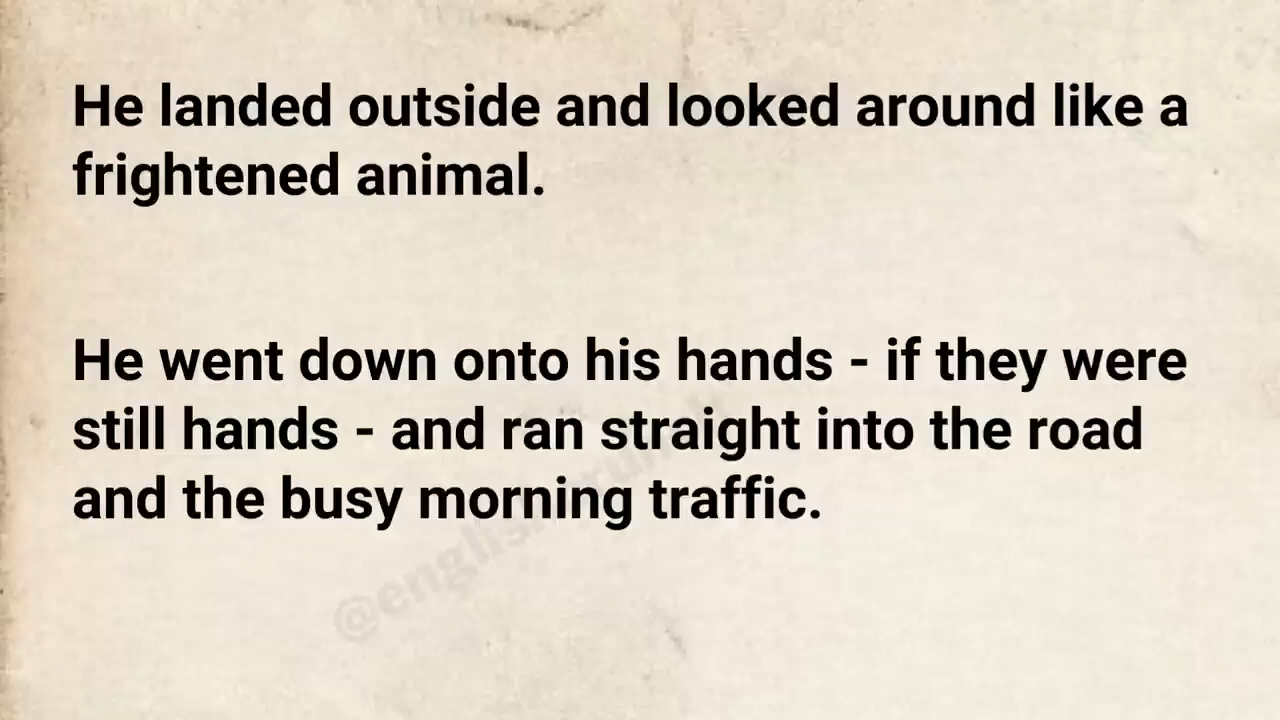 He landed outside and looked around like a
frightened animal.
He went down onto his hands - if they were
still hands - and ran straight into the road
and the busy morning traffic.